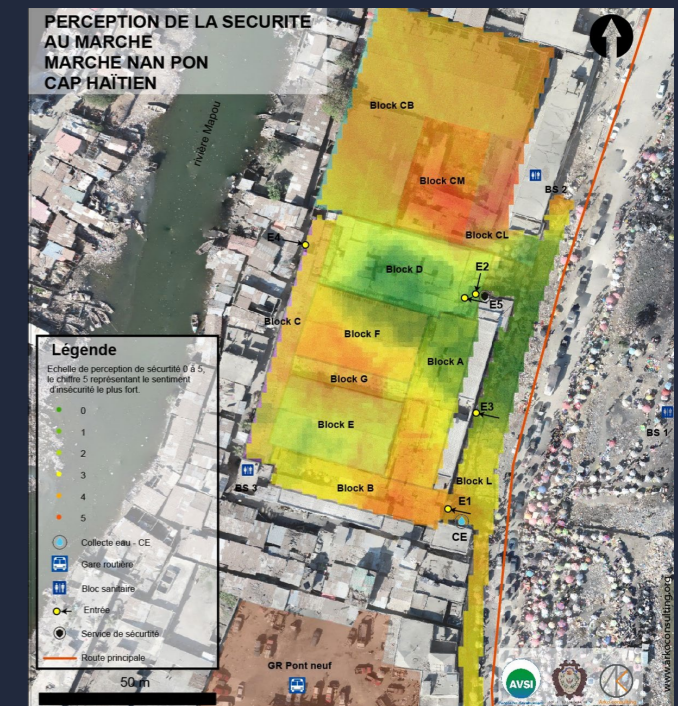 PERCEPTION DE LA SECURITE
AU MARCHE
MARCHE NAN PON
CAP HAÏTIEN
rivière Mapou
Block CB
Block CM
BS 2
Block CL
E4
Block D
E2
E5
Block C
Block F
Block A
Block G
E3
Block E
BS 1
BS 3
Block B
Block L
E1
CE
Légende
Echelle de perception de sécurtité 0 à 5,
le chiffre 5 représentant le sentiment
d'insécurité le plus fort.
0
1
2
3
4
5
Collecte eau - CE
Gare routière
Bloc sanitaire
Entrée
Service de sécurtité
Route principale
50 m
GR Pont neuf
AVSI
www.arkoconsulting.org